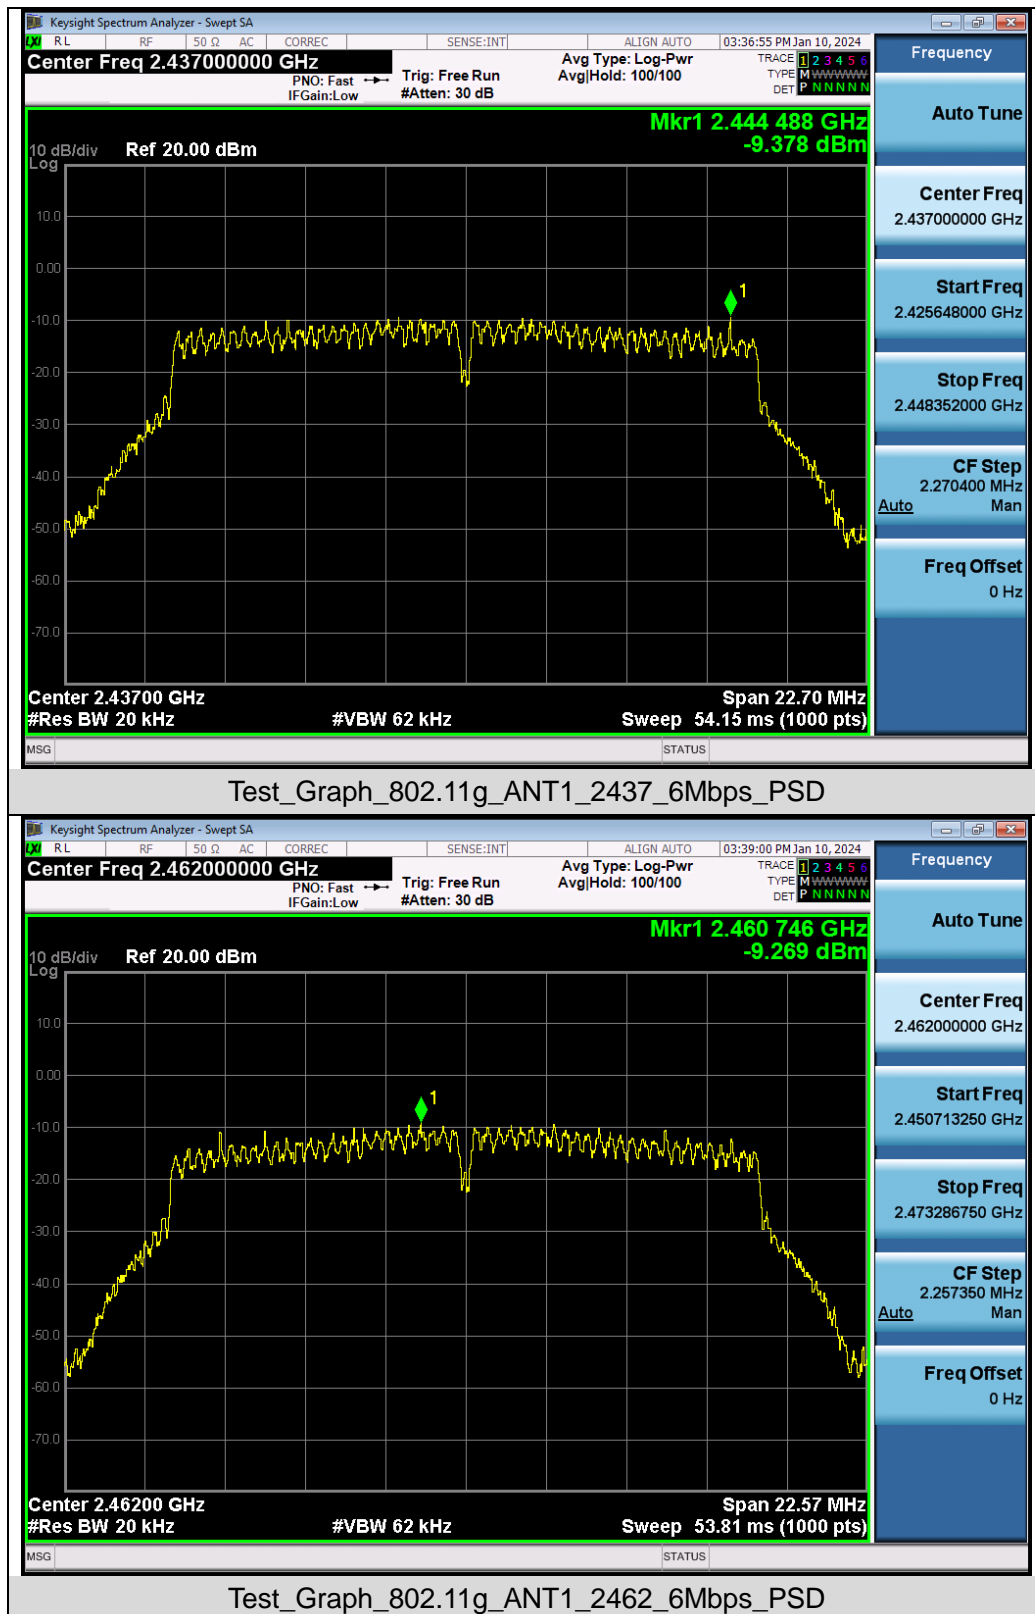 Keysight Spectrum Analyzer - Swept SA
LXI RL RF 50 Ω AC CORREC SENSE:INT ALIGN AUTO 03:36:55 PM Jan 10, 2024
Center Freq 2.437000000 GHz
PNO: Fast
IFGain:Low
Trig: Free Run
#Atten: 30 dB
Avg Type: Log-Pwr
Avg|Hold: 100/100
TRACE 1 2 3 4 5 6
TYPE M WWWWW
DET P N N N N N
Mkr1 2.444 488 GHz
-9.378 dBm
10 dB/div Ref 20.00 dBm
Log
10.0
0.00
-10.0
-20.0
-30.0
-40.0
-50.0
-60.0
-70.0
1
Center 2.43700 GHz Span 22.70 MHz
#Res BW 20 kHz #VBW 62 kHz Sweep 54.15 ms (1000 pts)
MSG STATUS
Frequency
Auto Tune
Center Freq
2.437000000 GHz
Start Freq
2.425648000 GHz
Stop Freq
2.448352000 GHz
CF Step
2.270400 MHz
Auto Man
Freq Offset
0 Hz
Test_Graph_802.11g_ANT1_2437_6Mbps_PSD
Keysight Spectrum Analyzer - Swept SA
LXI RL RF 50 Ω AC CORREC SENSE:INT ALIGN AUTO 03:39:00 PM Jan 10, 2024
Center Freq 2.462000000 GHz
PNO: Fast
IFGain:Low
Trig: Free Run
#Atten: 30 dB
Avg Type: Log-Pwr
Avg|Hold: 100/100
TRACE 1 2 3 4 5 6
TYPE M WWWWW
DET P N N N N N
Mkr1 2.460 746 GHz
-9.269 dBm
10 dB/div Ref 20.00 dBm
Log
10.0
0.00
-10.0
-20.0
-30.0
-40.0
-50.0
-60.0
-70.0
1
Center 2.46200 GHz Span 22.57 MHz
#Res BW 20 kHz #VBW 62 kHz Sweep 53.81 ms (1000 pts)
MSG STATUS
Frequency
Auto Tune
Center Freq
2.462000000 GHz
Start Freq
2.450713250 GHz
Stop Freq
2.473286750 GHz
CF Step
2.257350 MHz
Auto Man
Freq Offset
0 Hz
Test_Graph_802.11g_ANT1_2462_6Mbps_PSD